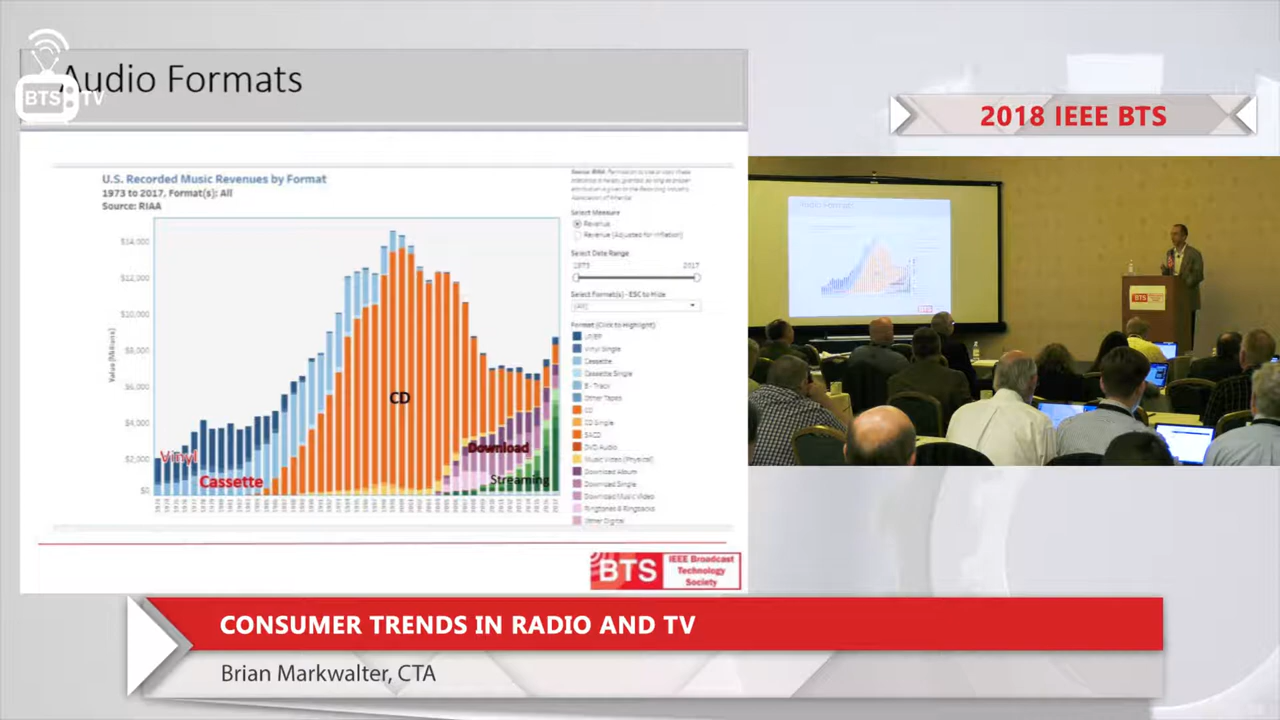 BTS TV
Audio Formats
U.S. Recorded Music Revenues by Format
1973 to 2017, Format(s): All
Source: RIAA
Select Measure
Revenue
Revenue (Adjusted for Inflation)
Select Date Range
1973 2017
Select Format(s) - ESC to Hide
(All)
Format (Click to Highlight)
LP/EP
Vinyl Single
Cassette
Cassette Single
8 - Track
Other Tapes
CD
CD Single
SACD
DVD Audio
Music Video (Physical)
Download Album
Download Single
Download Music Video
Ringtones & Ringbacks
Other Digital
Value (Millions)
$14,000
$12,000
$10,000
$8,000
$6,000
$4,000
$2,000
$0
CD
Vinyl
Cassette
Download
Streaming
BTS
IEEE Broadcast
Technology
Society
2018 IEEE BTS
Audio Formats
BTS
CONSUMER TRENDS IN RADIO AND TV
Brian Markwalter, CTA